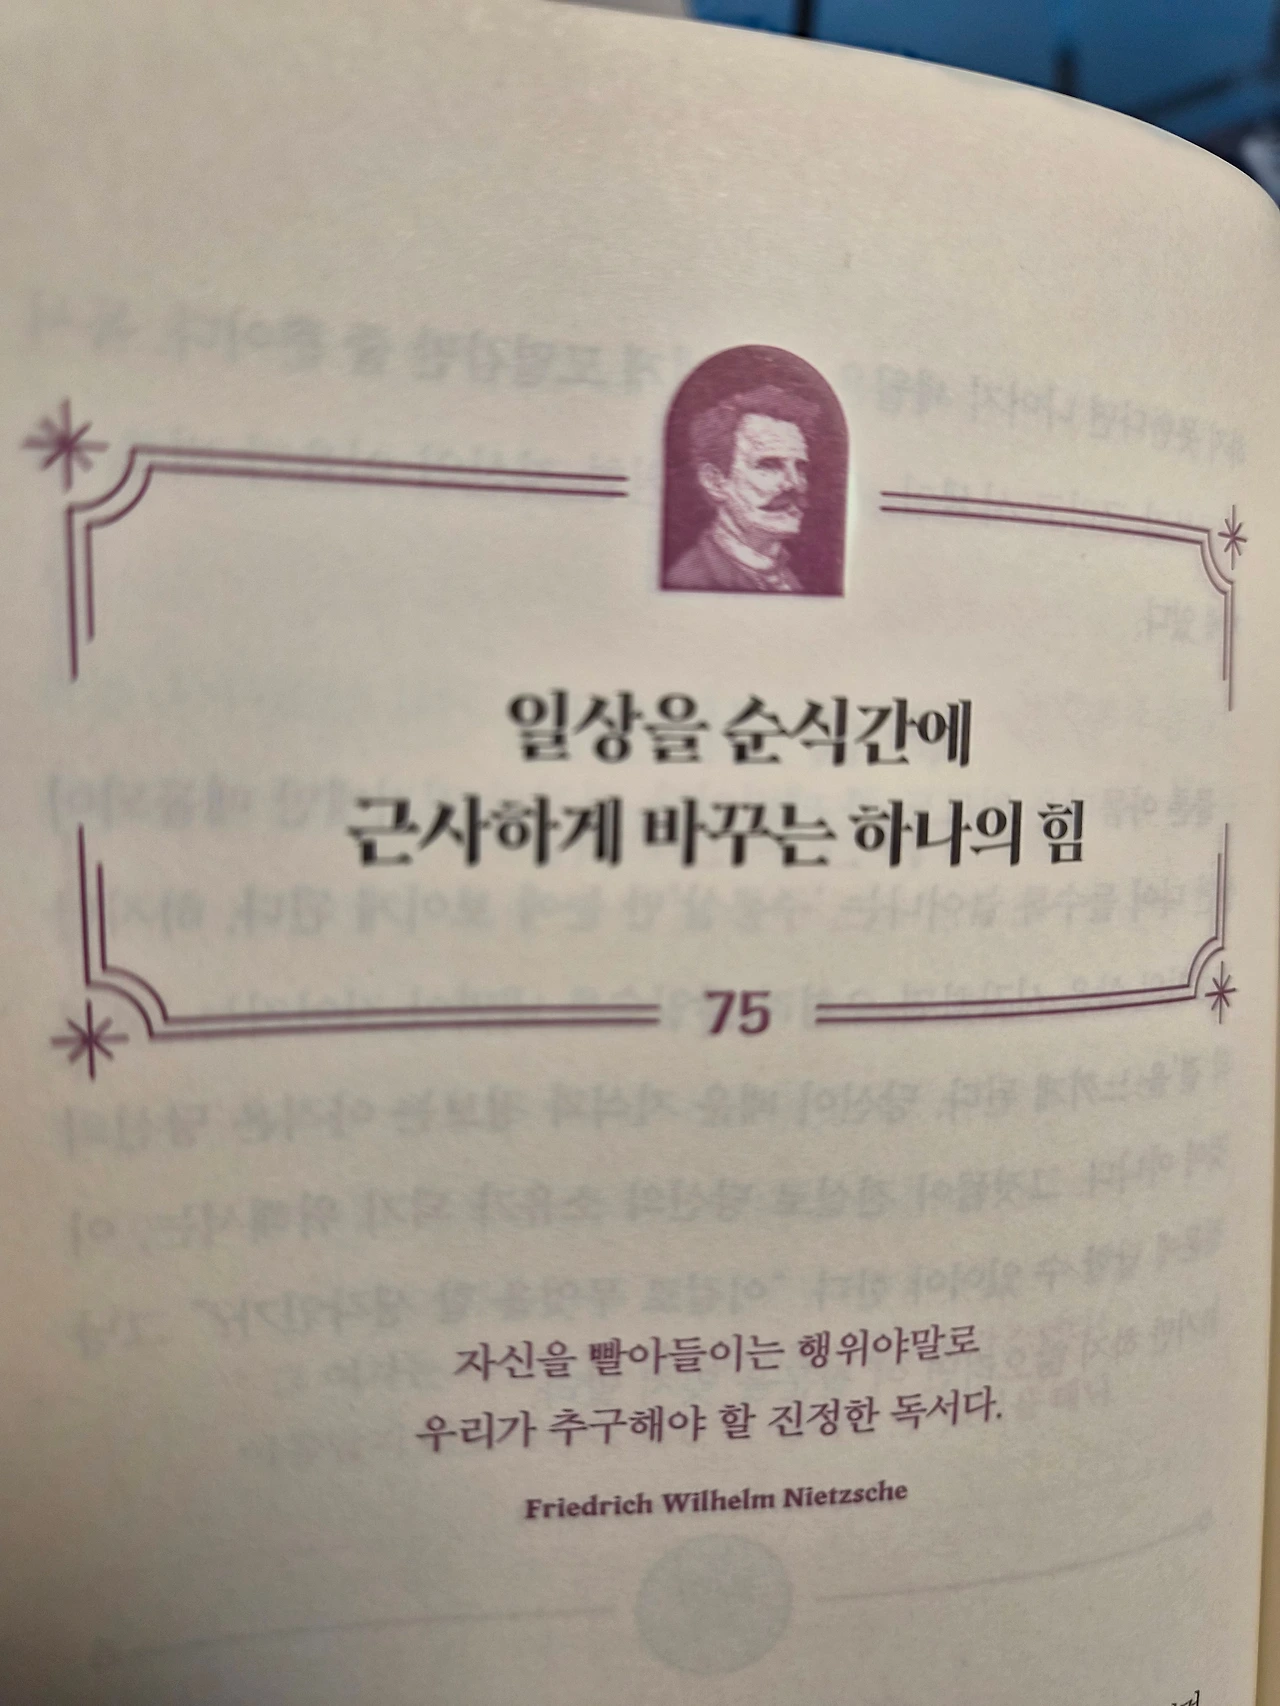 일상을 순식간에
근사하게 바꾸는 하나의 힘
75
자신을 빨아들이는 행위야말로
우리가 추구해야 할 진정한 독서다.
Friedrich Wilhelm Nietzsche